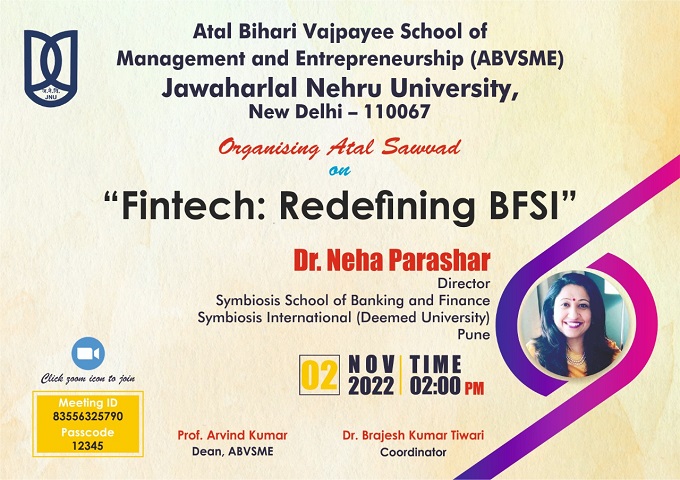 Atal Bihari Vajpayee School of
Management and Entrepreneurship (ABVSME)
Jawaharlal Nehru University,
New Delhi – 110067
JNU
Organising Atal Sawvad
on
“Fintech: Redefining BFSI”
Dr. Neha Parashar
Director
Symbiosis School of Banking and Finance
Symbiosis International (Deemed University)
Pune
02 NOV 2022 TIME 02:00 PM
Click zoom icon to join
Meeting ID
83556325790
Passcode
12345
Prof. Arvind Kumar
Dean, ABVSME
Dr. Brajesh Kumar Tiwari
Coordinator